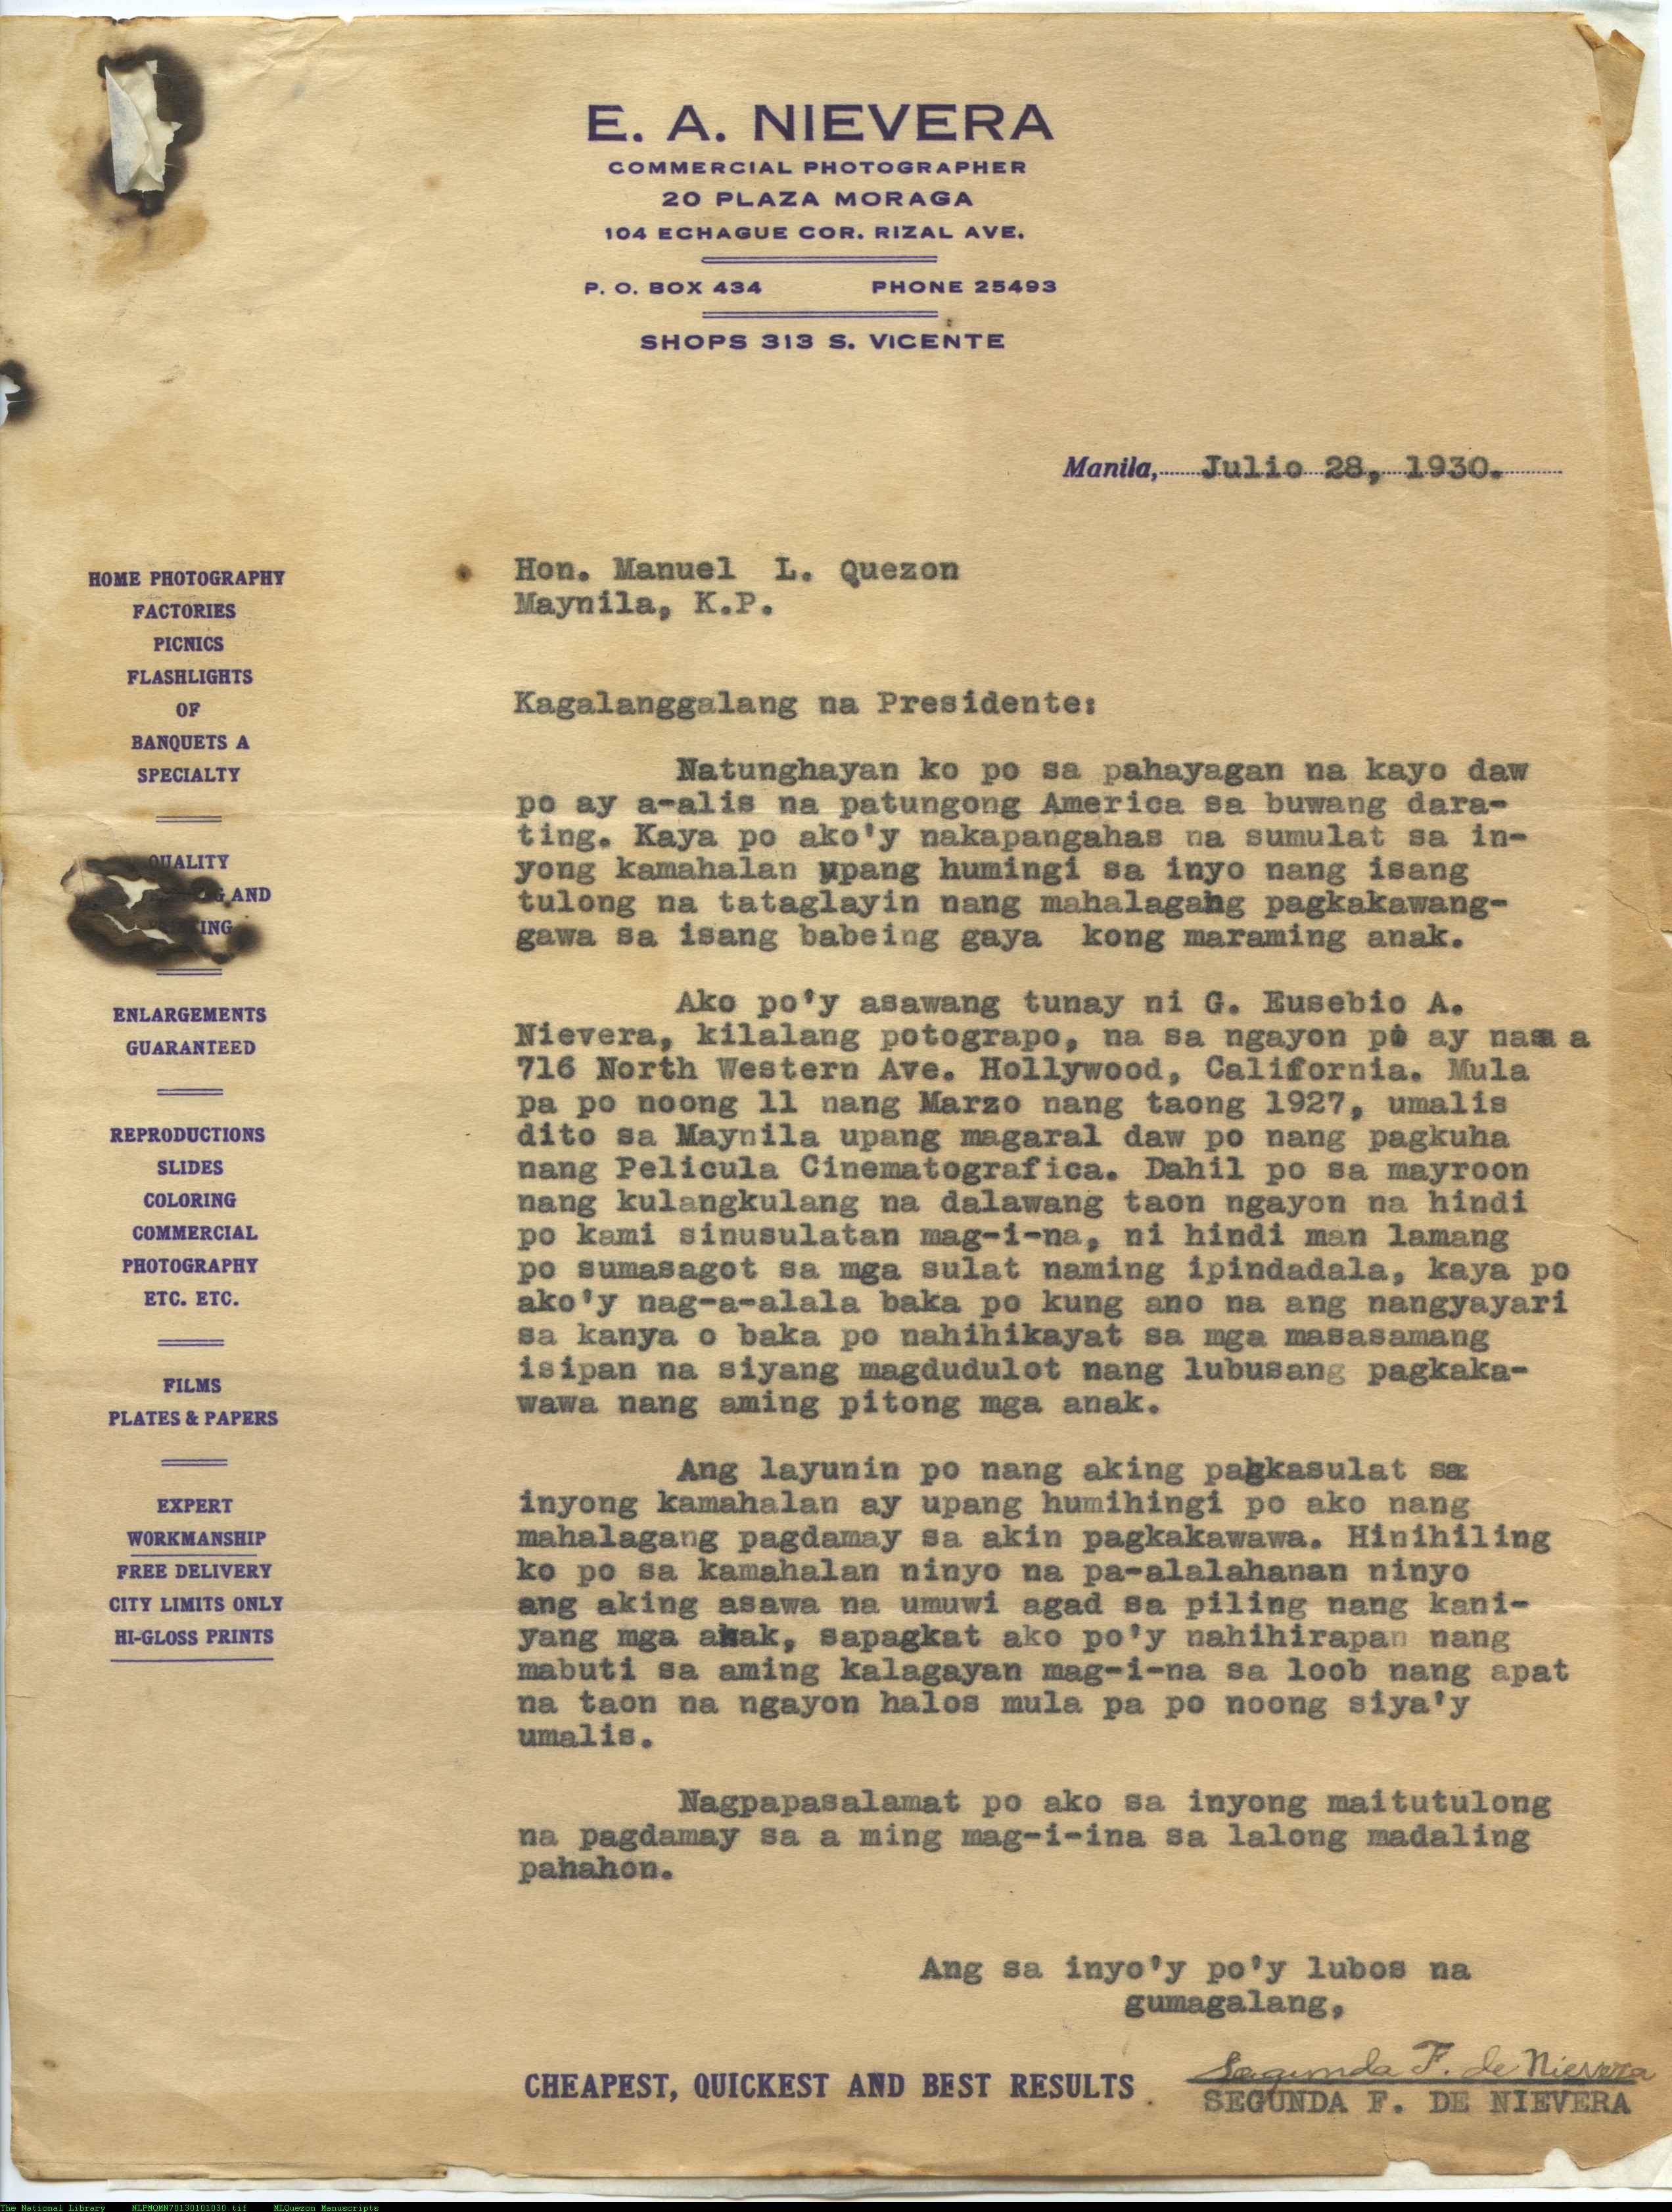 E. A. NIEVERA
COMMERCIAL PHOTOGRAPHER
20 PLAZA MORAGA
104 ECHAGUE COR. RIZAL AVE.
P. O. BOX 434 PHONE 25493
SHOPS 313 S. VICENTE
Manila, Julio 28, 1930.
HOME PHOTOGRAPHY
FACTORIES
PICNICS
FLASHLIGHTS
OF
BANQUETS A
SPECIALTY
QUALITY
AND
ENLARGEMENTS
GUARANTEED
REPRODUCTIONS
SLIDES
COLORING
COMMERCIAL
PHOTOGRAPHY
ETC. ETC.
FILMS
PLATES & PAPERS
EXPERT
WORKMANSHIP
FREE DELIVERY
CITY LIMITS ONLY
HI-GLOSS PRINTS
Hon. Manuel L. Quezon
Maynila, K.P.
Kagalanggalang na Presidente:
Natunghayan ko po sa pahayagan na kayo daw
po ay a-alis na patungong America sa buwang dara-
ting. Kaya po ako'y nakapangahas na sumulat sa in-
yong kamahalan upang humingi sa inyo nang isang
tulong na tataglayin nang mahalagang pagkakawang-
gawa sa isang babeing gaya kong maraming anak.
Ako po'y asawang tunay ni G. Eusebio A.
Nievera, kilalang potograpo, na sa ngayon po ay nasa a
716 North Western Ave. Hollywood, California. Mula
pa po noong 11 nang Marzo nang taong 1927, umalis
dito sa Maynila upang magaral daw po nang pagkuha
nang Pelicula Cinematografica. Dahil po sa mayroon
nang kulangkulang na dalawang taon ngayon na hindi
po kami sinusulatan mag-i-na, ni hindi man lamang
po sumasagot sa mga sulat naming ipindadala, kaya po
ako'y nag-a-alala baka po kung ano na ang nangyayari
sa kanya o baka po nahihikayat sa mga masasamang
isipan na siyang magdudulot nang lubusang pagkaka-
wawa nang aming pitong mga anak.
Ang layunin po nang aking pagkasulat sa
inyong kamahalan ay upang humihingi po ako nang
mahalagang pagdamay sa akin pagkakawawa. Hinihiling
ko po sa kamahalan ninyo na pa-alalahanan ninyo
ang aking asawa na umuwi agad sa piling nang kani-
yang mga anak, sapagkat ako po'y nahihirapan nang
mabuti sa aming kalagayan mag-i-na sa loob nang apat
na taon na ngayon halos mula pa po noong siya'y
umalis.
Nagpapasalamat po ako sa inyong maitutulong
na pagdamay sa a ming mag-i-ina sa lalong madaling
pahahon.
Ang sa inyo'y po'y lubos na
gumagalang,
Segunda F. de Nievera
SEGUNDA F. DE NIEVERA
CHEAPEST, QUICKEST AND BEST RESULTS
The National Library NLPMQMN70130101030.tif MLQuezon Manuscripts